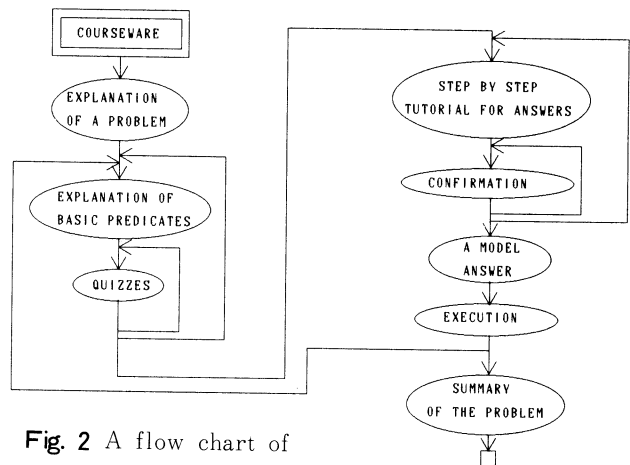 COURSEWARE
EXPLANATION
OF A PROBLEM
EXPLANATION OF
BASIC PREDICATES
QUIZZES
STEP BY STEP
TUTORIAL FOR ANSWERS
CONFIRMATION
A MODEL
ANSWER
EXECUTION
SUMMARY
OF THE PROBLEM
Fig. 2 A flow chart of